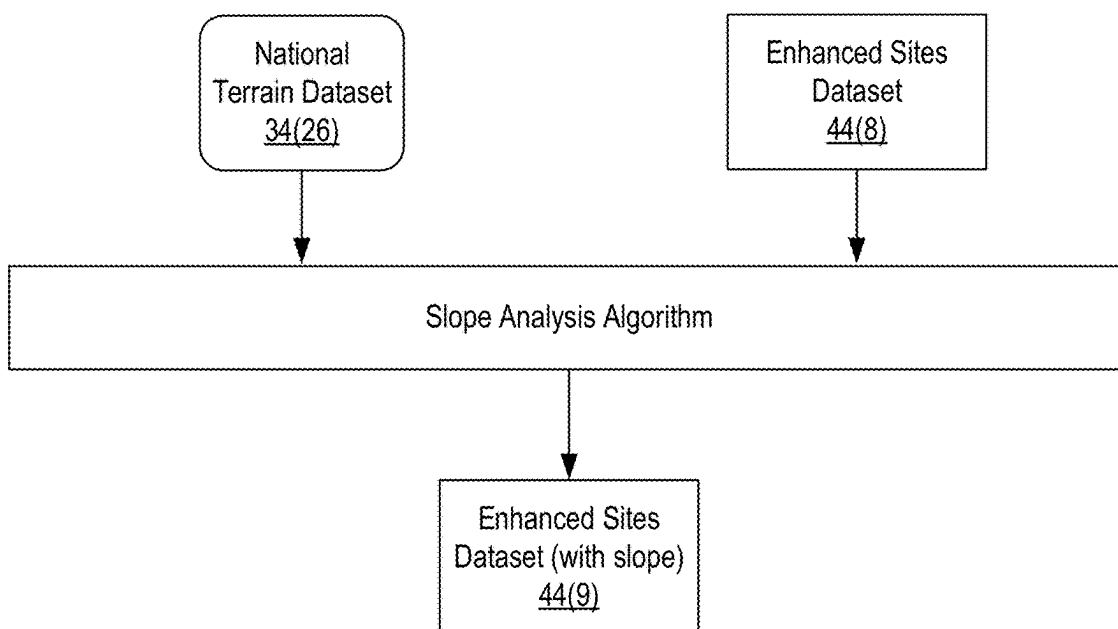 National
Terrain Dataset
34(26)
Enhanced Sites
Dataset
44(8)
Slope Analysis Algorithm
Enhanced Sites
Dataset (with slope)
44(9)